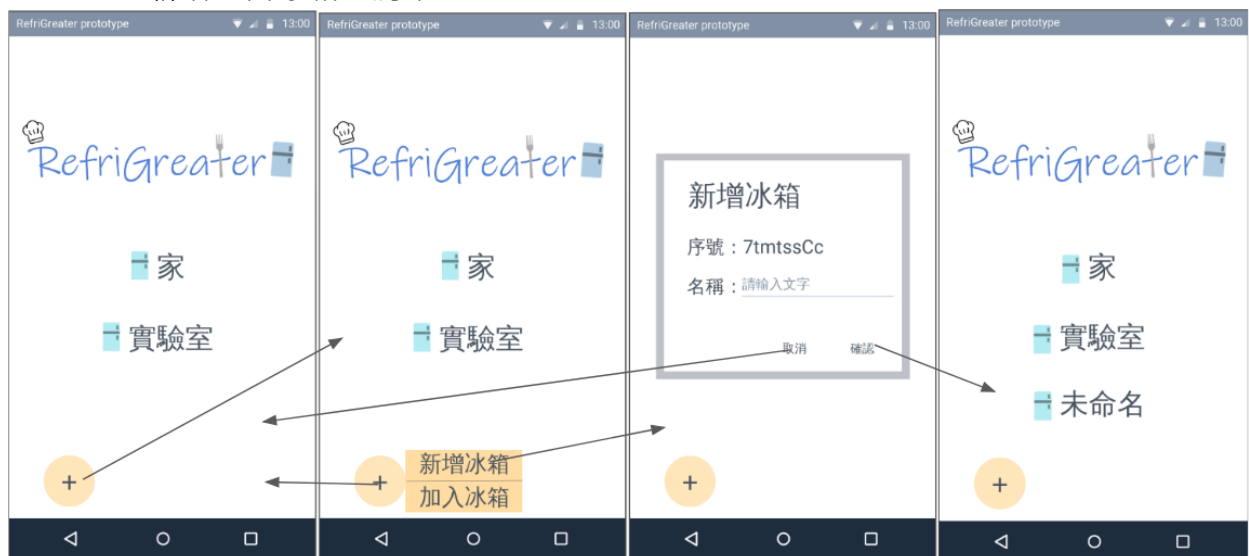 RefriGreater prototype 13:00
RefriGreater
家
實驗室
+
RefriGreater prototype 13:00
RefriGreater
家
實驗室
+
新增冰箱
加入冰箱
RefriGreater prototype 13:00
新增冰箱
序號：7tmtssCc
名稱：請輸入文字
取消 確認
+
RefriGreater prototype 13:00
RefriGreater
家
實驗室
未命名
+